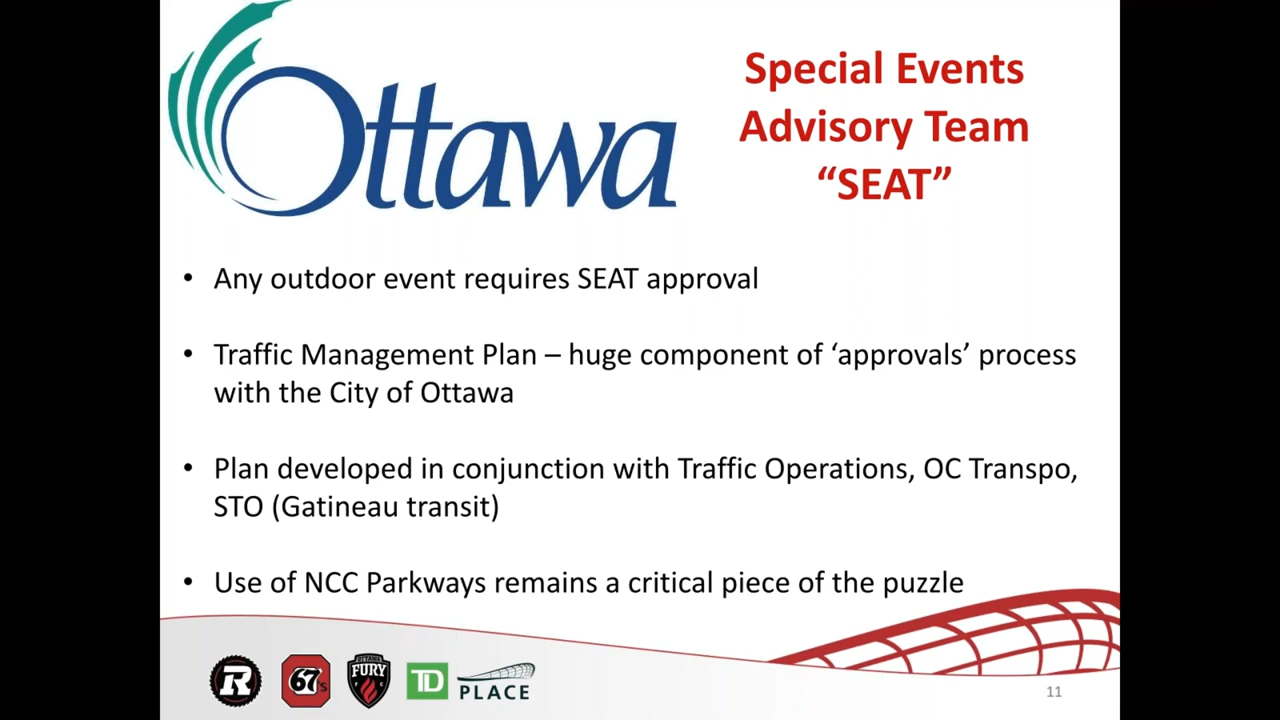 Ottawa
Special Events
Advisory Team
“SEAT”
• Any outdoor event requires SEAT approval
• Traffic Management Plan – huge component of ‘approvals’ process
with the City of Ottawa
• Plan developed in conjunction with Traffic Operations, OC Transpo,
STO (Gatineau transit)
• Use of NCC Parkways remains a critical piece of the puzzle
R
67's
OTTAWA
FURY
FC
TD
PLACE
11